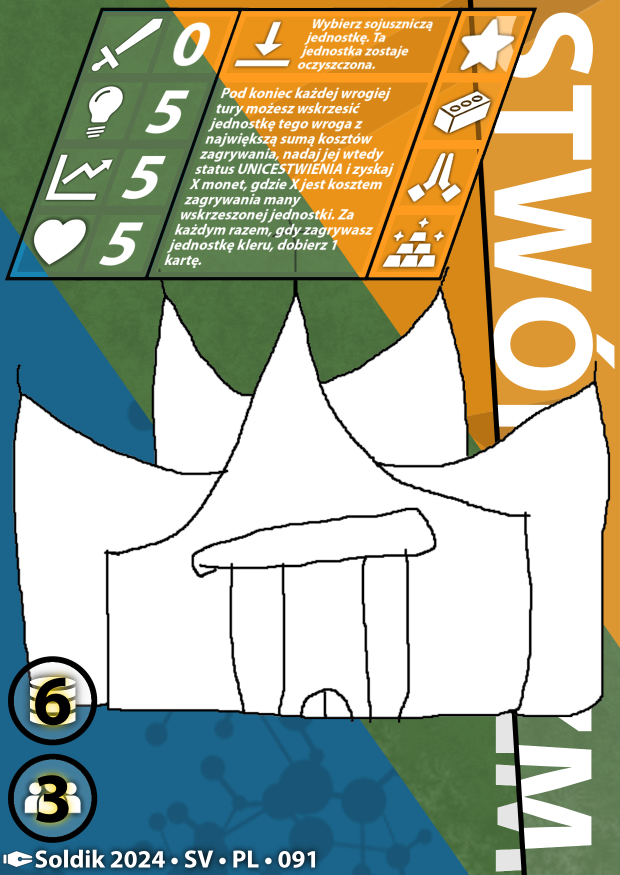 0
Wybierz sojuszniczą
jednostkę. Ta
jednostka zostaje
oczyszczona.
5
Pod koniec każdej wrogiej
tury możesz wskrzesić
jednostkę tego wroga z
największą sumą kosztów
zagrywania, nadaj jej wtedy
status UNICESTWIENIA i zyskaj
X monet, gdzie X jest kosztem
zagrywania many
wskrzeszonej jednostki. Za
każdym razem, gdy zagrywasz
jednostkę kleru, dobierz 1
kartę.
5
5
6
3
Soldik 2024 • SV • PL • 091